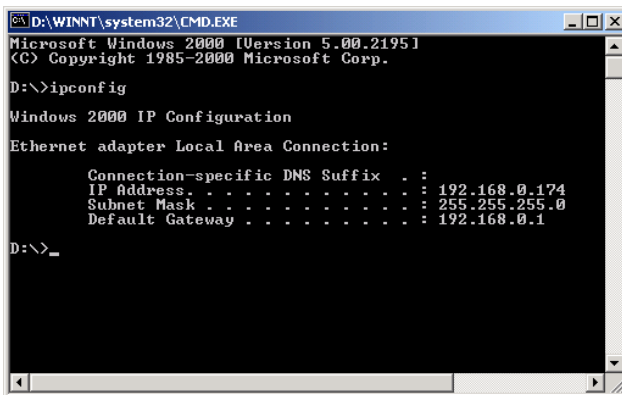 D:\WINNT\system32\CMD.EXE
Microsoft Windows 2000 [Version 5.00.2195]
(C) Copyright 1985-2000 Microsoft Corp.
D:\>ipconfig
Windows 2000 IP Configuration
Ethernet adapter Local Area Connection:
Connection-specific DNS Suffix  . :
IP Address. . . . . . . . . . . . : 192.168.0.174
Subnet Mask . . . . . . . . . . . : 255.255.255.0
Default Gateway . . . . . . . . . : 192.168.0.1
D:\>_